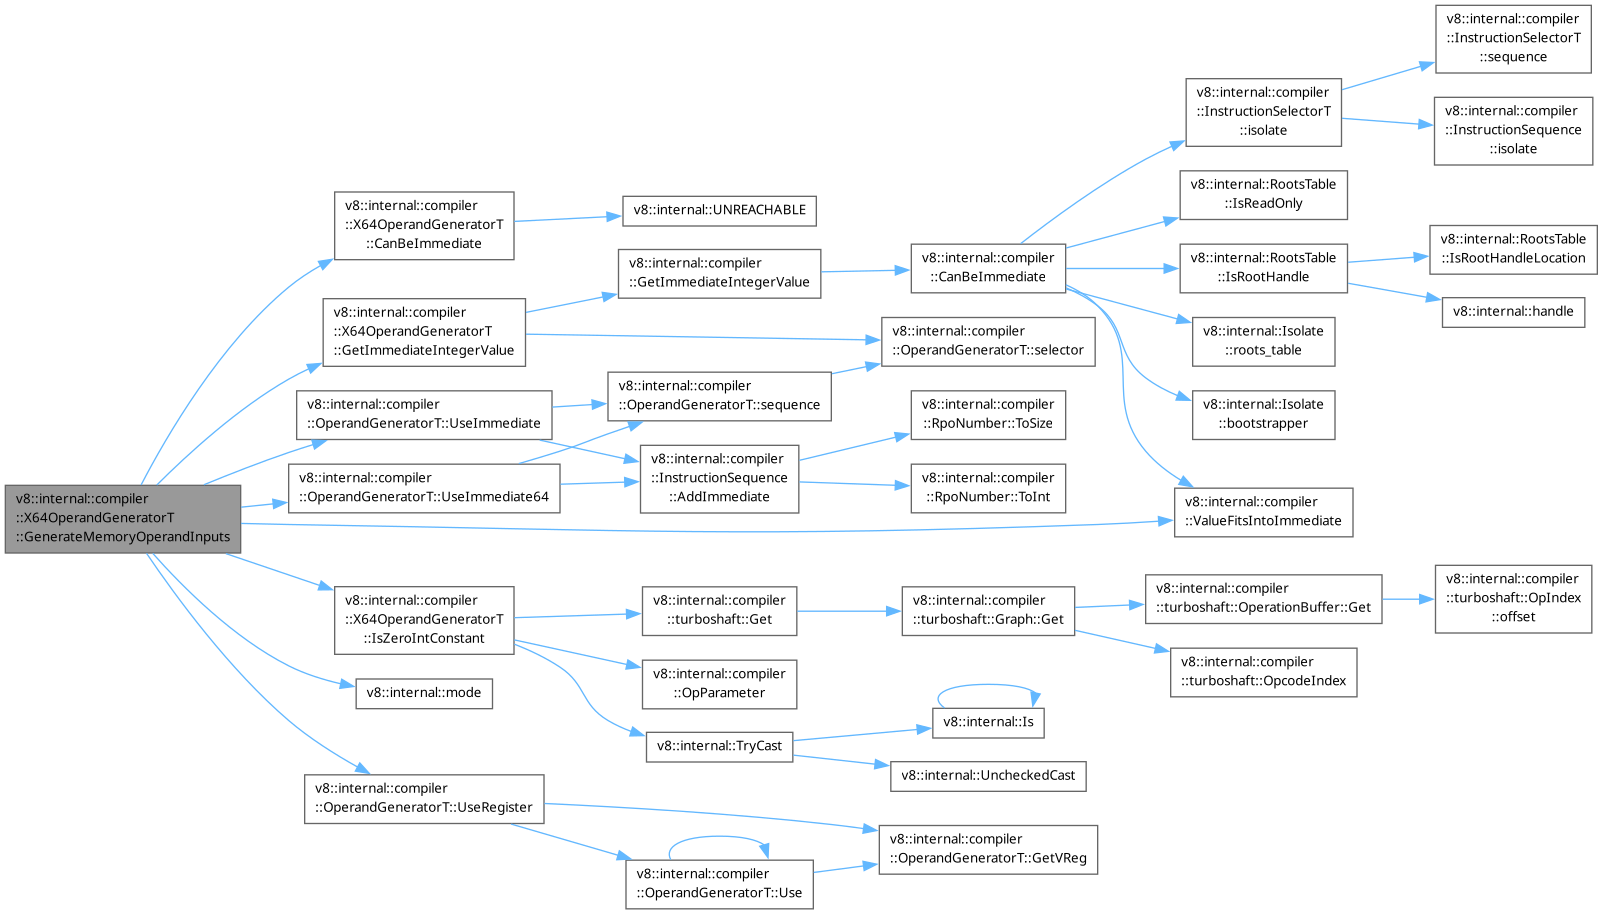 v8::internal::compiler
::X64OperandGeneratorT
::GenerateMemoryOperandInputs
v8::internal::compiler
::X64OperandGeneratorT
::CanBeImmediate
v8::internal::UNREACHABLE
v8::internal::compiler
::X64OperandGeneratorT
::GetImmediateIntegerValue
v8::internal::compiler
::GetImmediateIntegerValue
v8::internal::compiler
::CanBeImmediate
v8::internal::compiler
::InstructionSelectorT
::isolate
v8::internal::compiler
::InstructionSelectorT
::sequence
v8::internal::compiler
::InstructionSequence
::isolate
v8::internal::RootsTable
::IsReadOnly
v8::internal::RootsTable
::IsRootHandle
v8::internal::RootsTable
::IsRootHandleLocation
v8::internal::handle
v8::internal::Isolate
::roots_table
v8::internal::Isolate
::bootstrapper
v8::internal::compiler
::ValueFitsIntoImmediate
v8::internal::compiler
::OperandGeneratorT::selector
v8::internal::compiler
::OperandGeneratorT::UseImmediate
v8::internal::compiler
::OperandGeneratorT::sequence
v8::internal::compiler
::InstructionSequence
::AddImmediate
v8::internal::compiler
::RpoNumber::ToSize
v8::internal::compiler
::RpoNumber::ToInt
v8::internal::compiler
::OperandGeneratorT::UseImmediate64
v8::internal::compiler
::X64OperandGeneratorT
::IsZeroIntConstant
v8::internal::compiler
::turboshaft::Get
v8::internal::compiler
::turboshaft::Graph::Get
v8::internal::compiler
::turboshaft::OperationBuffer::Get
v8::internal::compiler
::turboshaft::OpIndex
::offset
v8::internal::compiler
::turboshaft::OpcodeIndex
v8::internal::compiler
::OpParameter
v8::internal::TryCast
v8::internal::Is
v8::internal::UncheckedCast
v8::internal::mode
v8::internal::compiler
::OperandGeneratorT::UseRegister
v8::internal::compiler
::OperandGeneratorT::Use
v8::internal::compiler
::OperandGeneratorT::GetVReg